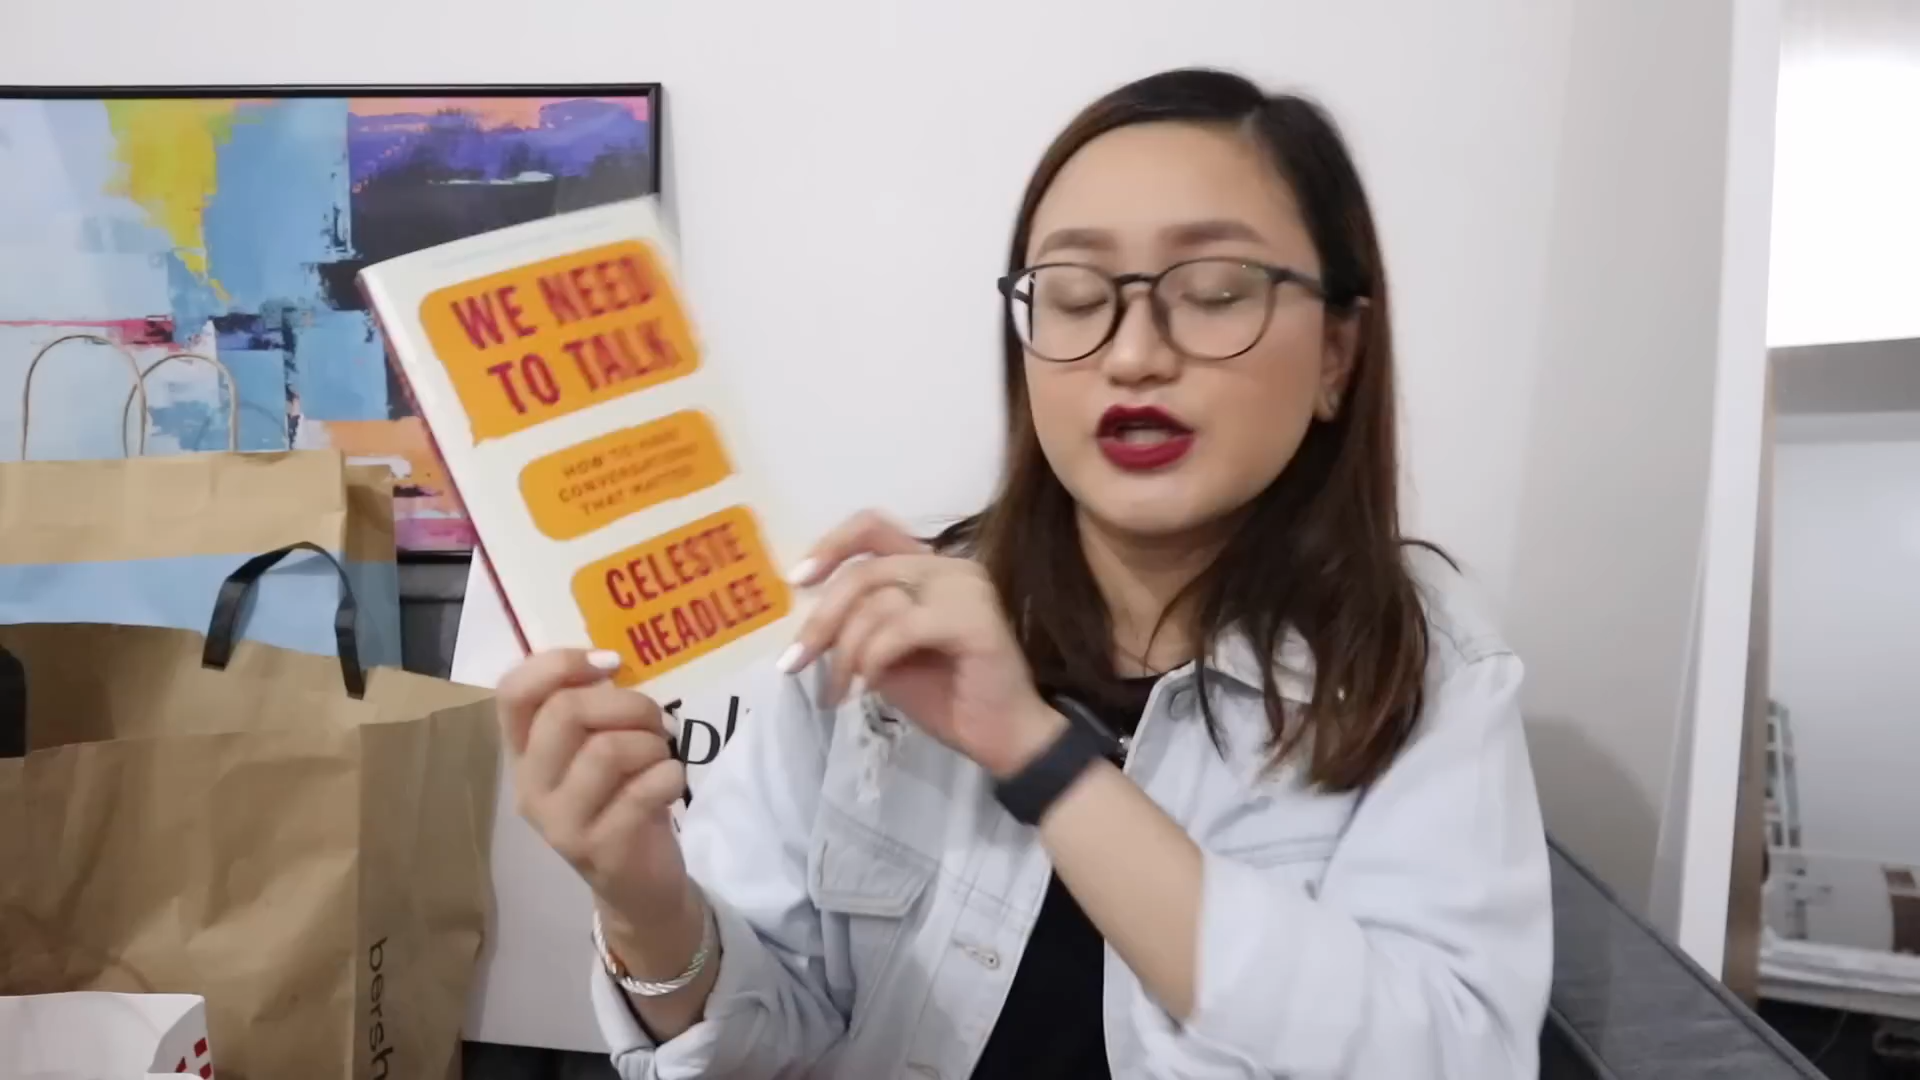 WE NEED
TO TALK
HOW TO HAVE
CONVERSATIONS
THAT MATTER
CELESTE
HEADLEE
bersh